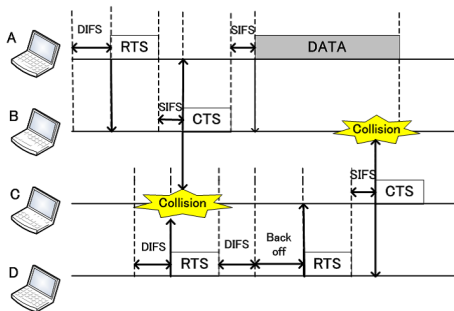 DIFS
SIFS
A
RTS
DATA
SIFS
B
CTS
Collision
SIFS
C
Collision
CTS
DIFS
DIFS
Back
off
D
RTS
RTS